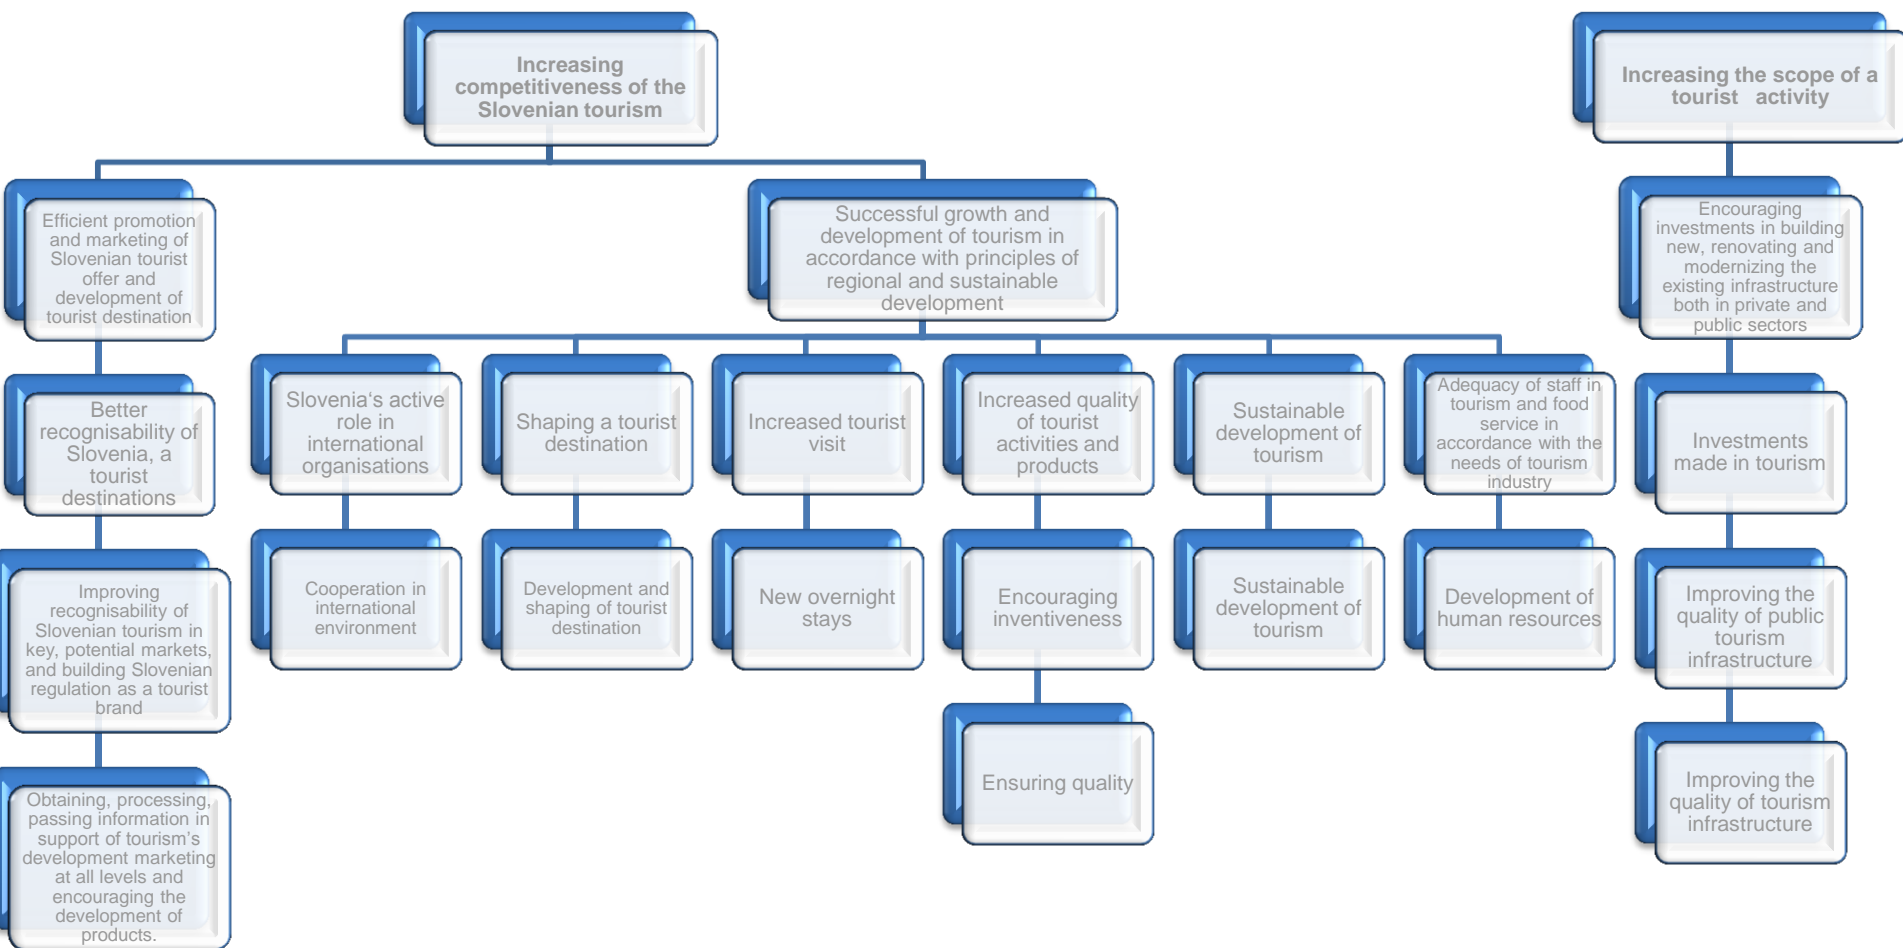 Increasing
competitiveness of the
Slovenian tourism
Increasing the scope of a
tourist activity
Efficient promotion
and marketing of
Slovenian tourist
offer and
development of
tourist destination
Successful growth and
development of tourism in
accordance with principles of
regional and sustainable
development
Encouraging
investments in building
new, renovating and
modernizing the
existing infrastructure
both in private and
public sectors
Better
recognisability of
Slovenia, a
tourist
destinations
Slovenia‘s active
role in
international
organisations
Shaping a tourist
destination
Increased tourist
visit
Increased quality
of tourist
activities and
products
Sustainable
development of
tourism
Adequacy of staff in
tourism and food
service in
accordance with the
needs of tourism
industry
Investments
made in tourism
Improving
recognisability of
Slovenian tourism in
key, potential markets,
and building Slovenian
regulation as a tourist
brand
Cooperation in
international
environment
Development and
shaping of tourist
destination
New overnight
stays
Encouraging
inventiveness
Sustainable
development of
tourism
Development of
human resources
Improving the
quality of public
tourism
infrastructure
Obtaining, processing,
passing information in
support of tourism’s
development marketing
at all levels and
encouraging the
development of
products.
Ensuring quality
Improving the
quality of tourism
infrastructure